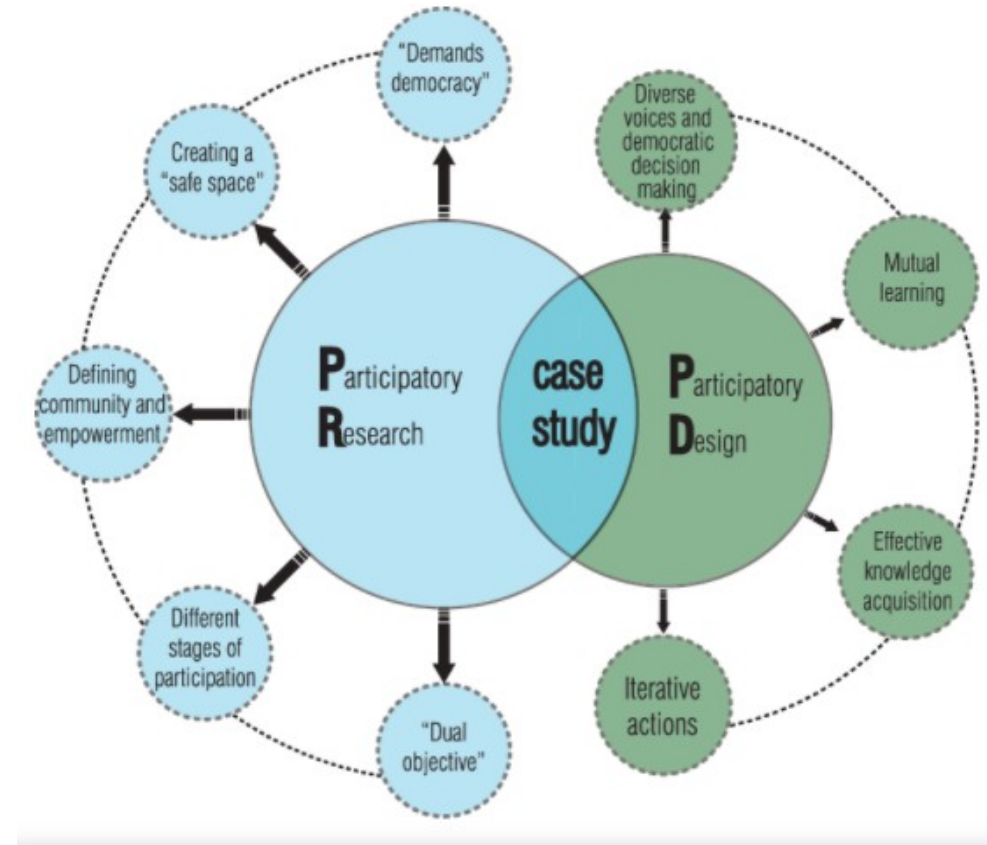 “Demands
democracy”
Creating a
“safe space”
Defining
community and
empowerment
Different
stages of
participation
“Dual
objective”
Participatory
Research
case
study
Participatory
Design
Diverse
voices and
democratic
decision
making
Mutual
learning
Effective
knowledge
acquisition
Iterative
actions